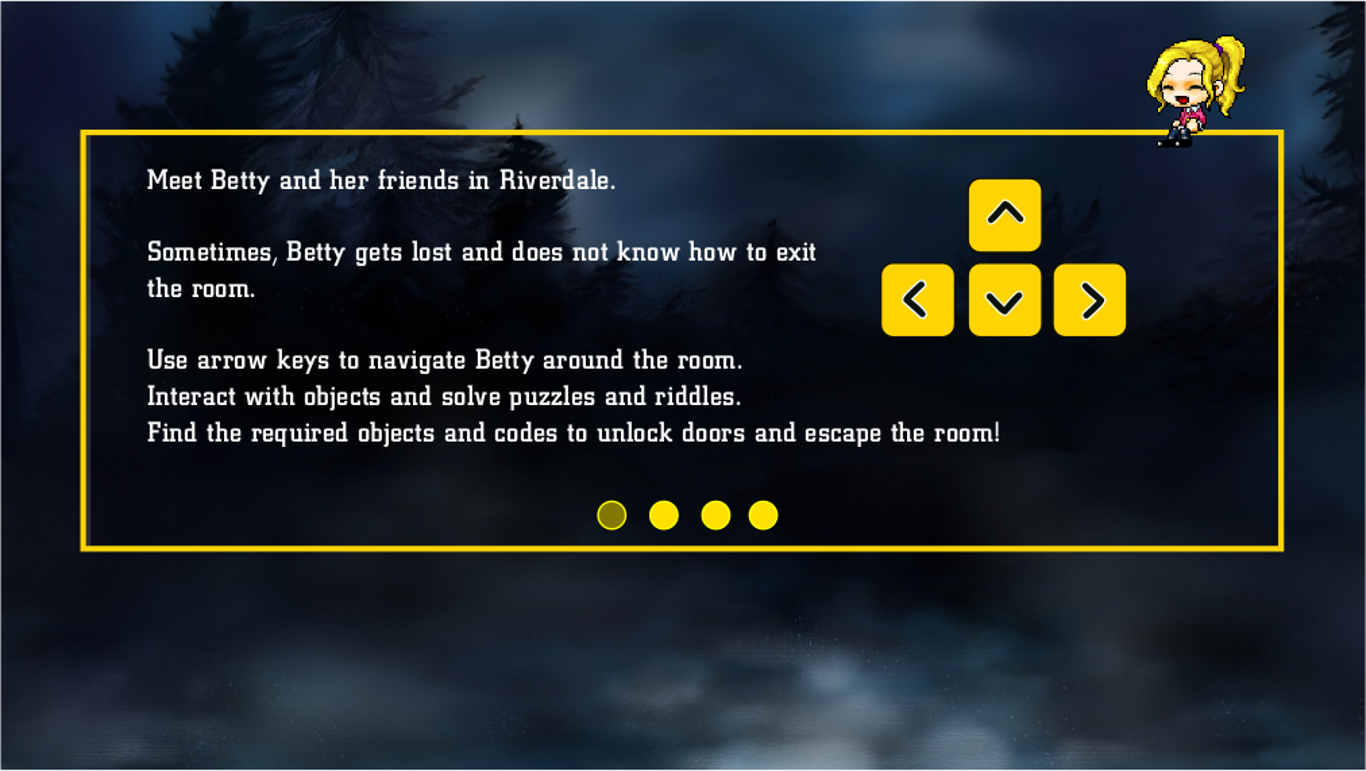 Meet Betty and her friends in Riverdale.
Sometimes, Betty gets lost and does not know how to exit
the room.
Use arrow keys to navigate Betty around the room.
Interact with objects and solve puzzles and riddles.
Find the required objects and codes to unlock doors and escape the room!